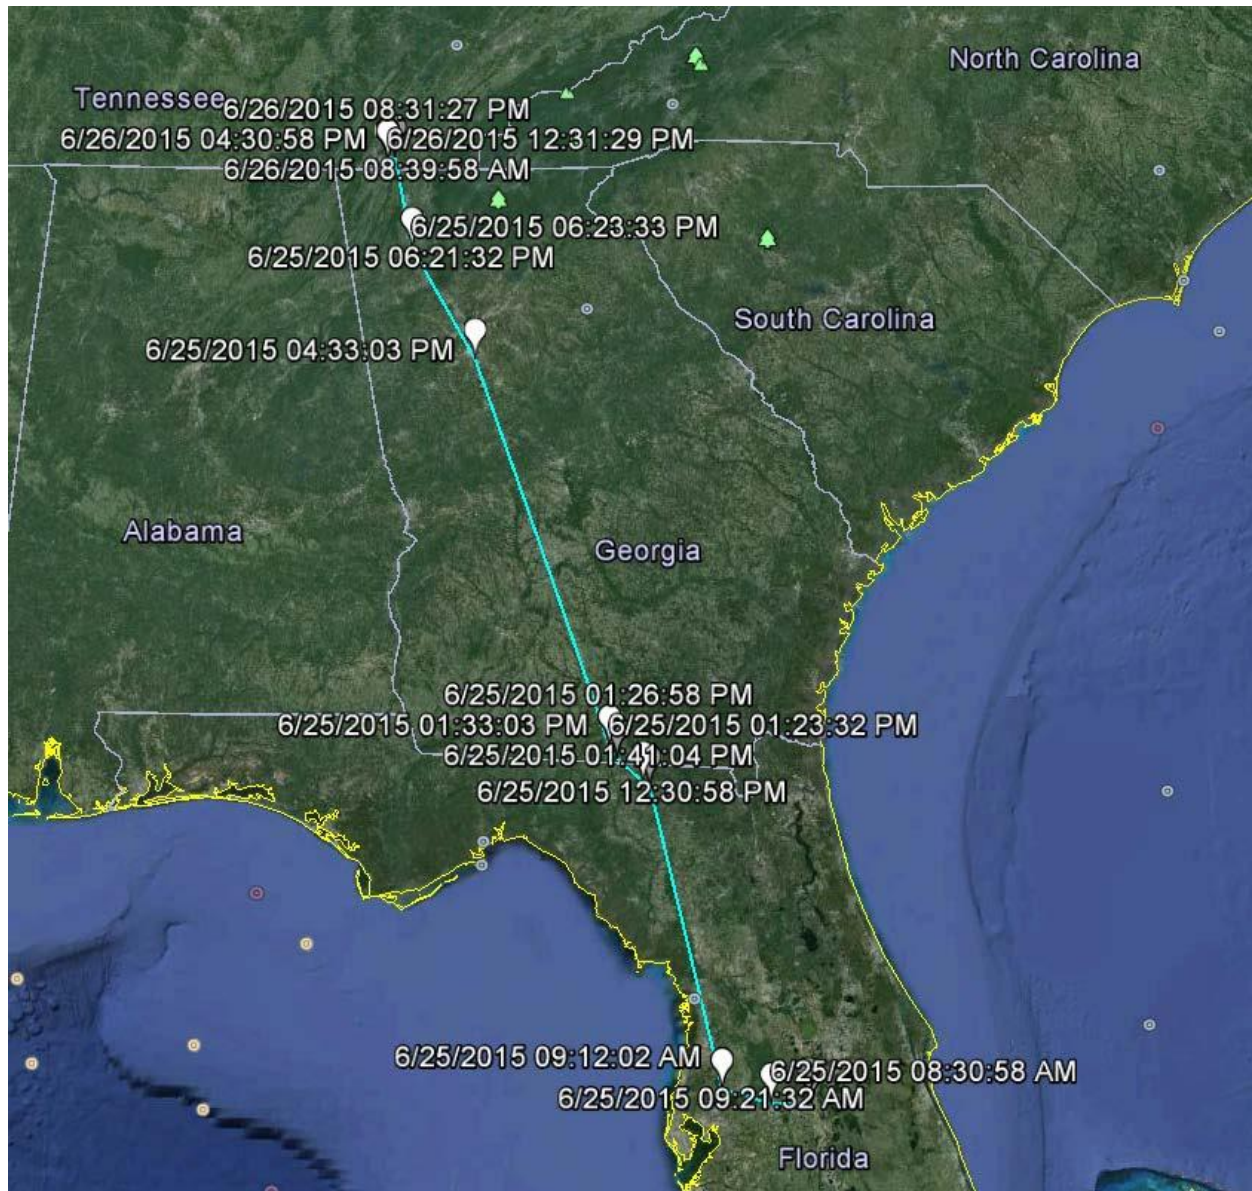 North Carolina
Tennessee
6/26/2015 08:31:27 PM
6/26/2015 04:30:58 PM
6/26/2015 12:31:29 PM
6/26/2015 08:39:58 AM
6/25/2015 06:23:33 PM
6/25/2015 06:21:32 PM
South Carolina
6/25/2015 04:33:03 PM
Alabama
Georgia
6/25/2015 01:26:58 PM
6/25/2015 01:33:03 PM
6/25/2015 01:23:32 PM
6/25/2015 01:41:04 PM
6/25/2015 12:30:58 PM
6/25/2015 09:12:02 AM
6/25/2015 08:30:58 AM
6/25/2015 09:21:32 AM
Florida